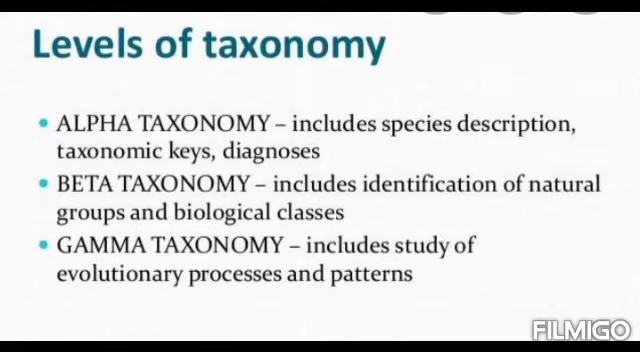 Levels of taxonomy
• ALPHA TAXONOMY – includes species description,
taxonomic keys, diagnoses
• BETA TAXONOMY – includes identification of natural
groups and biological classes
• GAMMA TAXONOMY – includes study of
evolutionary processes and patterns
FILMIGO